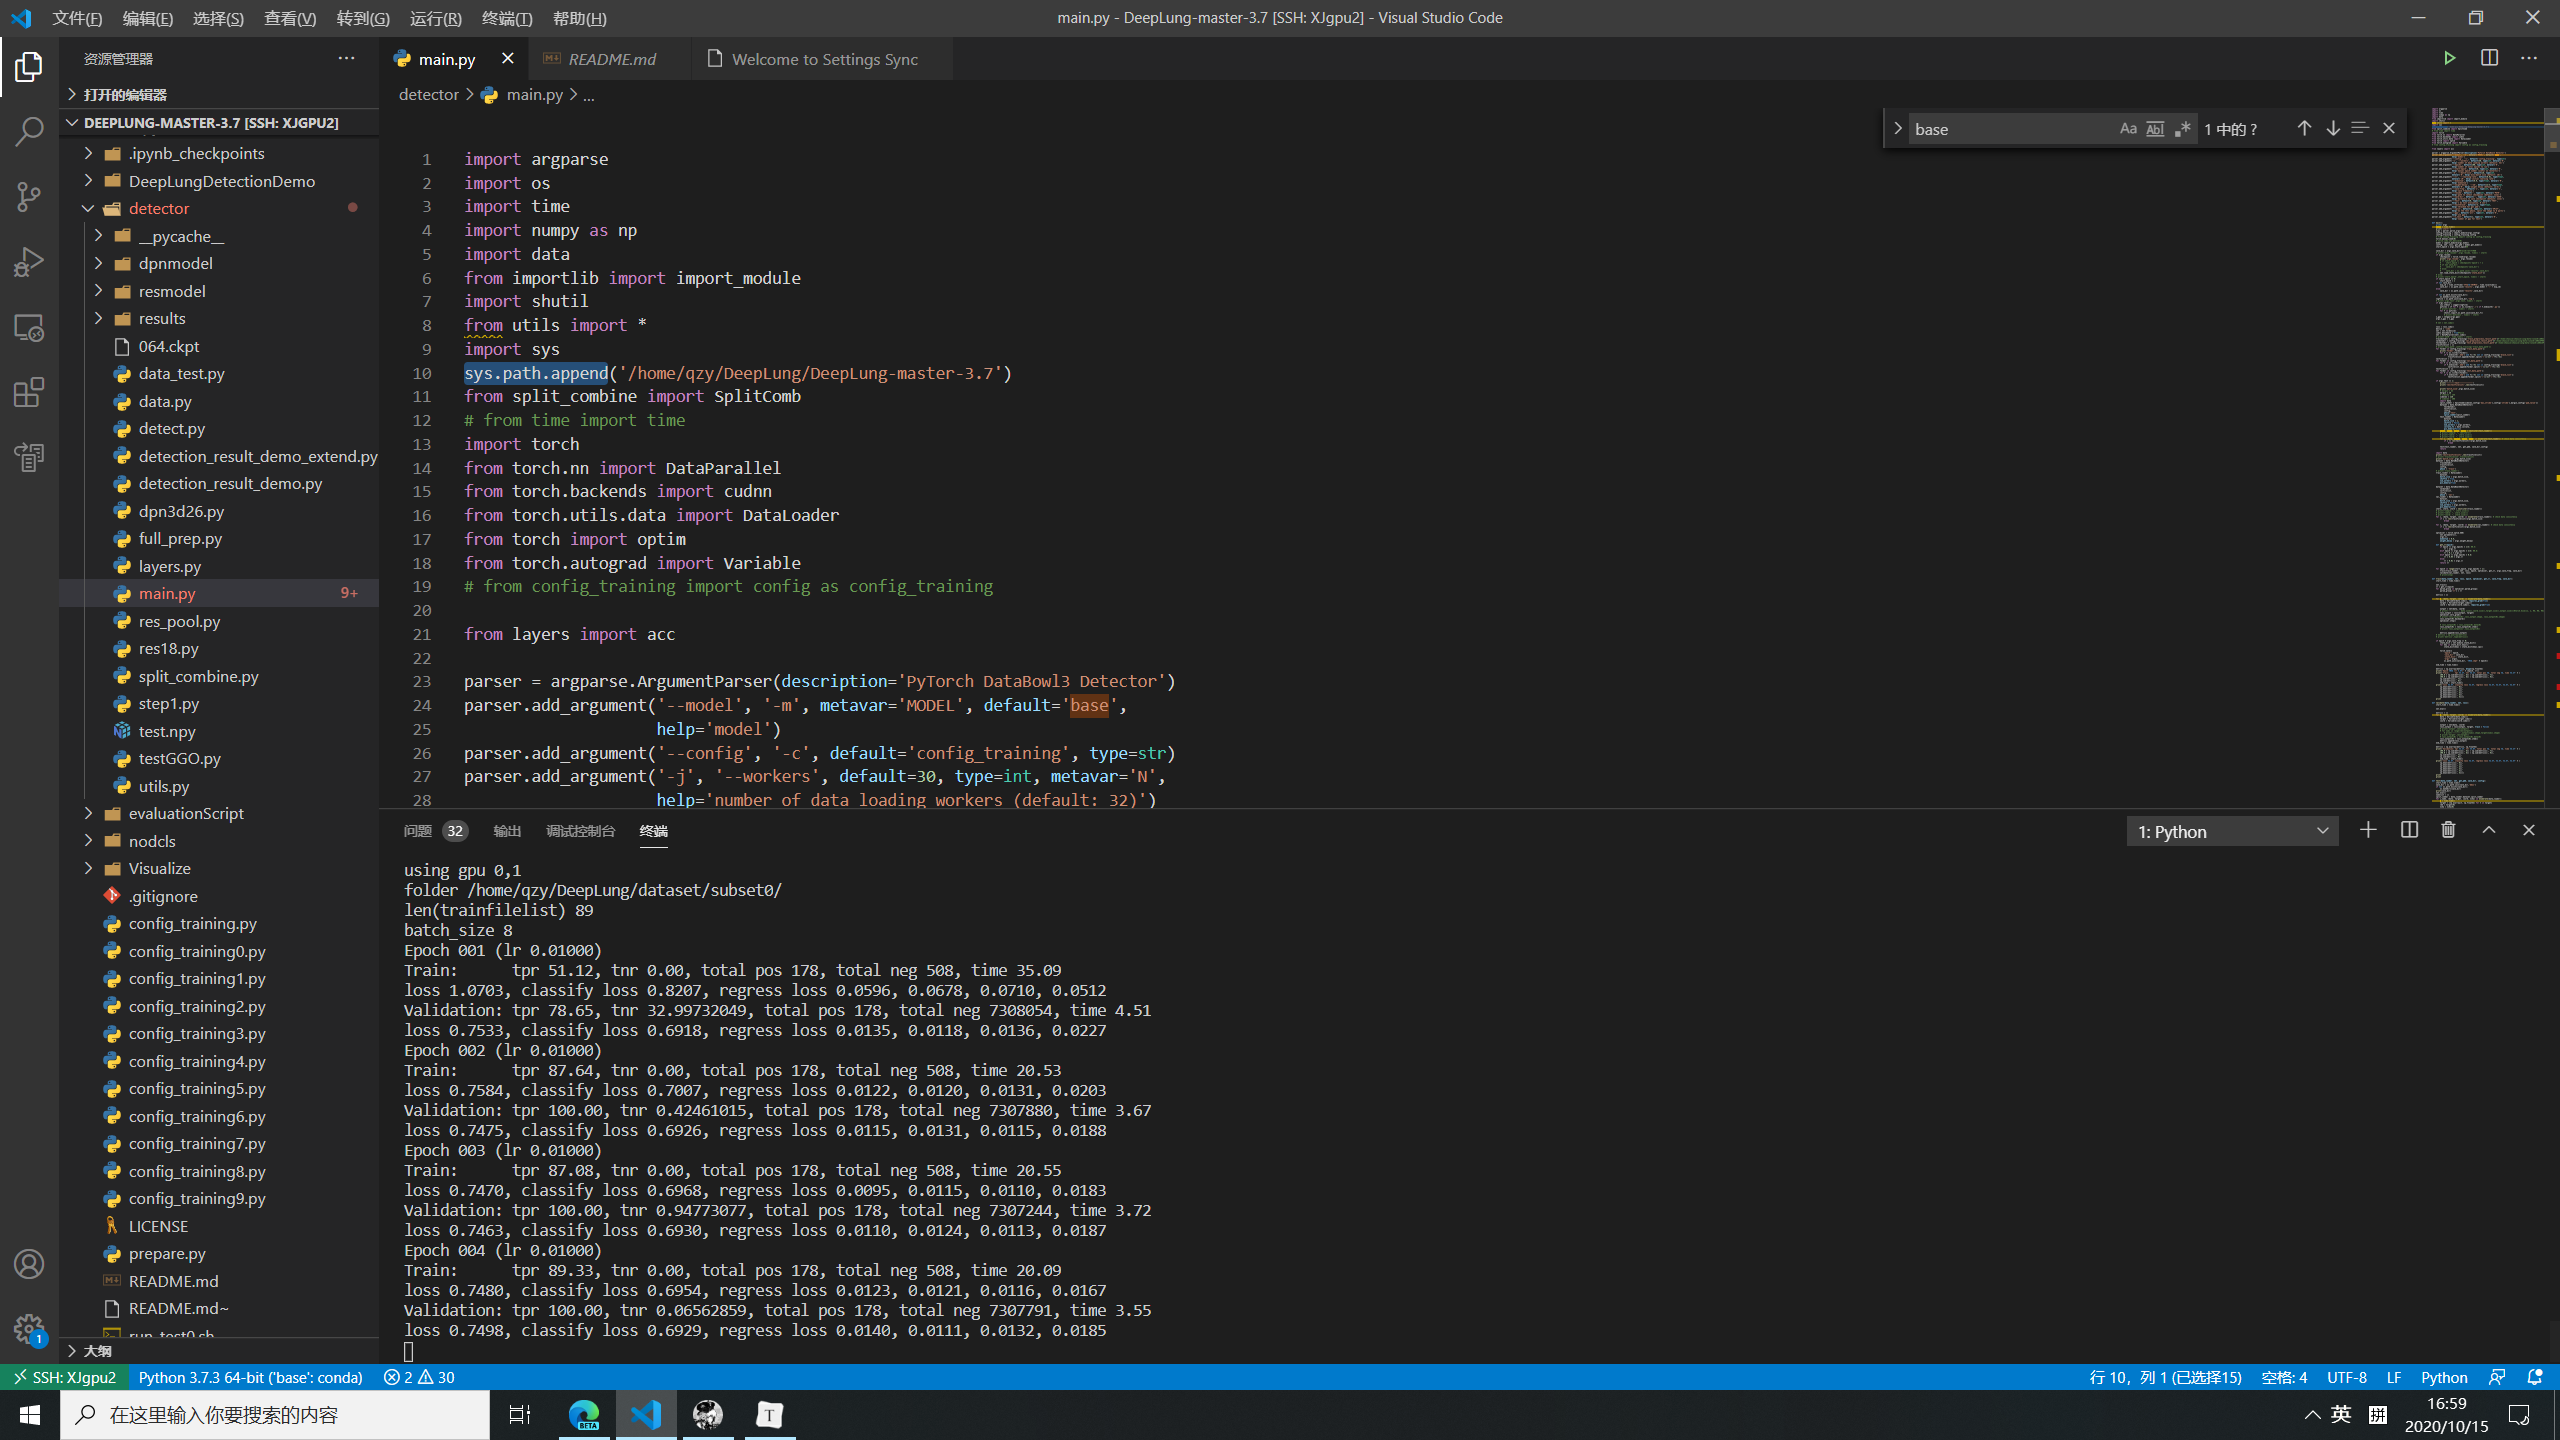 文件(F) 编辑(E) 选择(S) 查看(V) 转到(G) 运行(R) 终端(T) 帮助(H)
main.py - DeepLung-master-3.7 [SSH: XJgpu2] - Visual Studio Code
资源管理器
打开的编辑器
DEEPLUNG-MASTER-3.7 [SSH: XJGPU2]
.ipynb_checkpoints
DeepLungDetectionDemo
detector
__pycache__
dpnmodel
resmodel
results
064.ckpt
data_test.py
data.py
detect.py
detection_result_demo_extend.py
detection_result_demo.py
dpn3d26.py
full_prep.py
layers.py
main.py 9+
res_pool.py
res18.py
split_combine.py
step1.py
test.npy
testGGO.py
utils.py
evaluationScript
nodcls
Visualize
.gitignore
config_training.py
config_training0.py
config_training1.py
config_training2.py
config_training3.py
config_training4.py
config_training5.py
config_training6.py
config_training7.py
config_training8.py
config_training9.py
LICENSE
prepare.py
README.md
README.md~
run_test0.sh
大纲
main.py README.md Welcome to Settings Sync
detector > main.py > ...
base Aa Abl 1 中的 ?
1 import argparse
2 import os
3 import time
4 import numpy as np
5 import data
6 from importlib import import_module
7 import shutil
8 from utils import *
9 import sys
10 sys.path.append('/home/qzy/DeepLung/DeepLung-master-3.7')
11 from split_combine import SplitComb
12 # from time import time
13 import torch
14 from torch.nn import DataParallel
15 from torch.backends import cudnn
16 from torch.utils.data import DataLoader
17 from torch import optim
18 from torch.autograd import Variable
19 # from config_training import config as config_training
20
21 from layers import acc
22
23 parser = argparse.ArgumentParser(description='PyTorch DataBowl3 Detector')
24 parser.add_argument('--model', '-m', metavar='MODEL', default='base',
25 help='model')
26 parser.add_argument('--config', '-c', default='config_training', type=str)
27 parser.add_argument('-j', '--workers', default=30, type=int, metavar='N',
28 help='number of data loading workers (default: 32)')
问题 32 输出 调试控制台 终端
1: Python
using gpu 0,1
folder /home/qzy/DeepLung/dataset/subset0/
len(trainfilelist) 89
batch_size 8
Epoch 001 (lr 0.01000)
Train: tpr 51.12, tnr 0.00, total pos 178, total neg 508, time 35.09
loss 1.0703, classify loss 0.8207, regress loss 0.0596, 0.0678, 0.0710, 0.0512
Validation: tpr 78.65, tnr 32.99732049, total pos 178, total neg 7308054, time 4.51
loss 0.7533, classify loss 0.6918, regress loss 0.0135, 0.0118, 0.0136, 0.0227
Epoch 002 (lr 0.01000)
Train: tpr 87.64, tnr 0.00, total pos 178, total neg 508, time 20.53
loss 0.7584, classify loss 0.7007, regress loss 0.0122, 0.0120, 0.0131, 0.0203
Validation: tpr 100.00, tnr 0.42461015, total pos 178, total neg 7307880, time 3.67
loss 0.7475, classify loss 0.6926, regress loss 0.0115, 0.0131, 0.0115, 0.0188
Epoch 003 (lr 0.01000)
Train: tpr 87.08, tnr 0.00, total pos 178, total neg 508, time 20.55
loss 0.7470, classify loss 0.6968, regress loss 0.0095, 0.0115, 0.0110, 0.0183
Validation: tpr 100.00, tnr 0.94773077, total pos 178, total neg 7307244, time 3.72
loss 0.7463, classify loss 0.6930, regress loss 0.0110, 0.0124, 0.0113, 0.0187
Epoch 004 (lr 0.01000)
Train: tpr 89.33, tnr 0.00, total pos 178, total neg 508, time 20.09
loss 0.7480, classify loss 0.6954, regress loss 0.0123, 0.0121, 0.0116, 0.0167
Validation: tpr 100.00, tnr 0.06562859, total pos 178, total neg 7307791, time 3.55
loss 0.7498, classify loss 0.6929, regress loss 0.0140, 0.0111, 0.0132, 0.0185
1
SSH: XJgpu2 Python 3.7.3 64-bit ('base': conda) 2 30 行 10，列 1 (已选择15) 空格: 4 UTF-8 LF Python
在这里输入你要搜索的内容
BETA
T
英 拼
16:59
2020/10/15